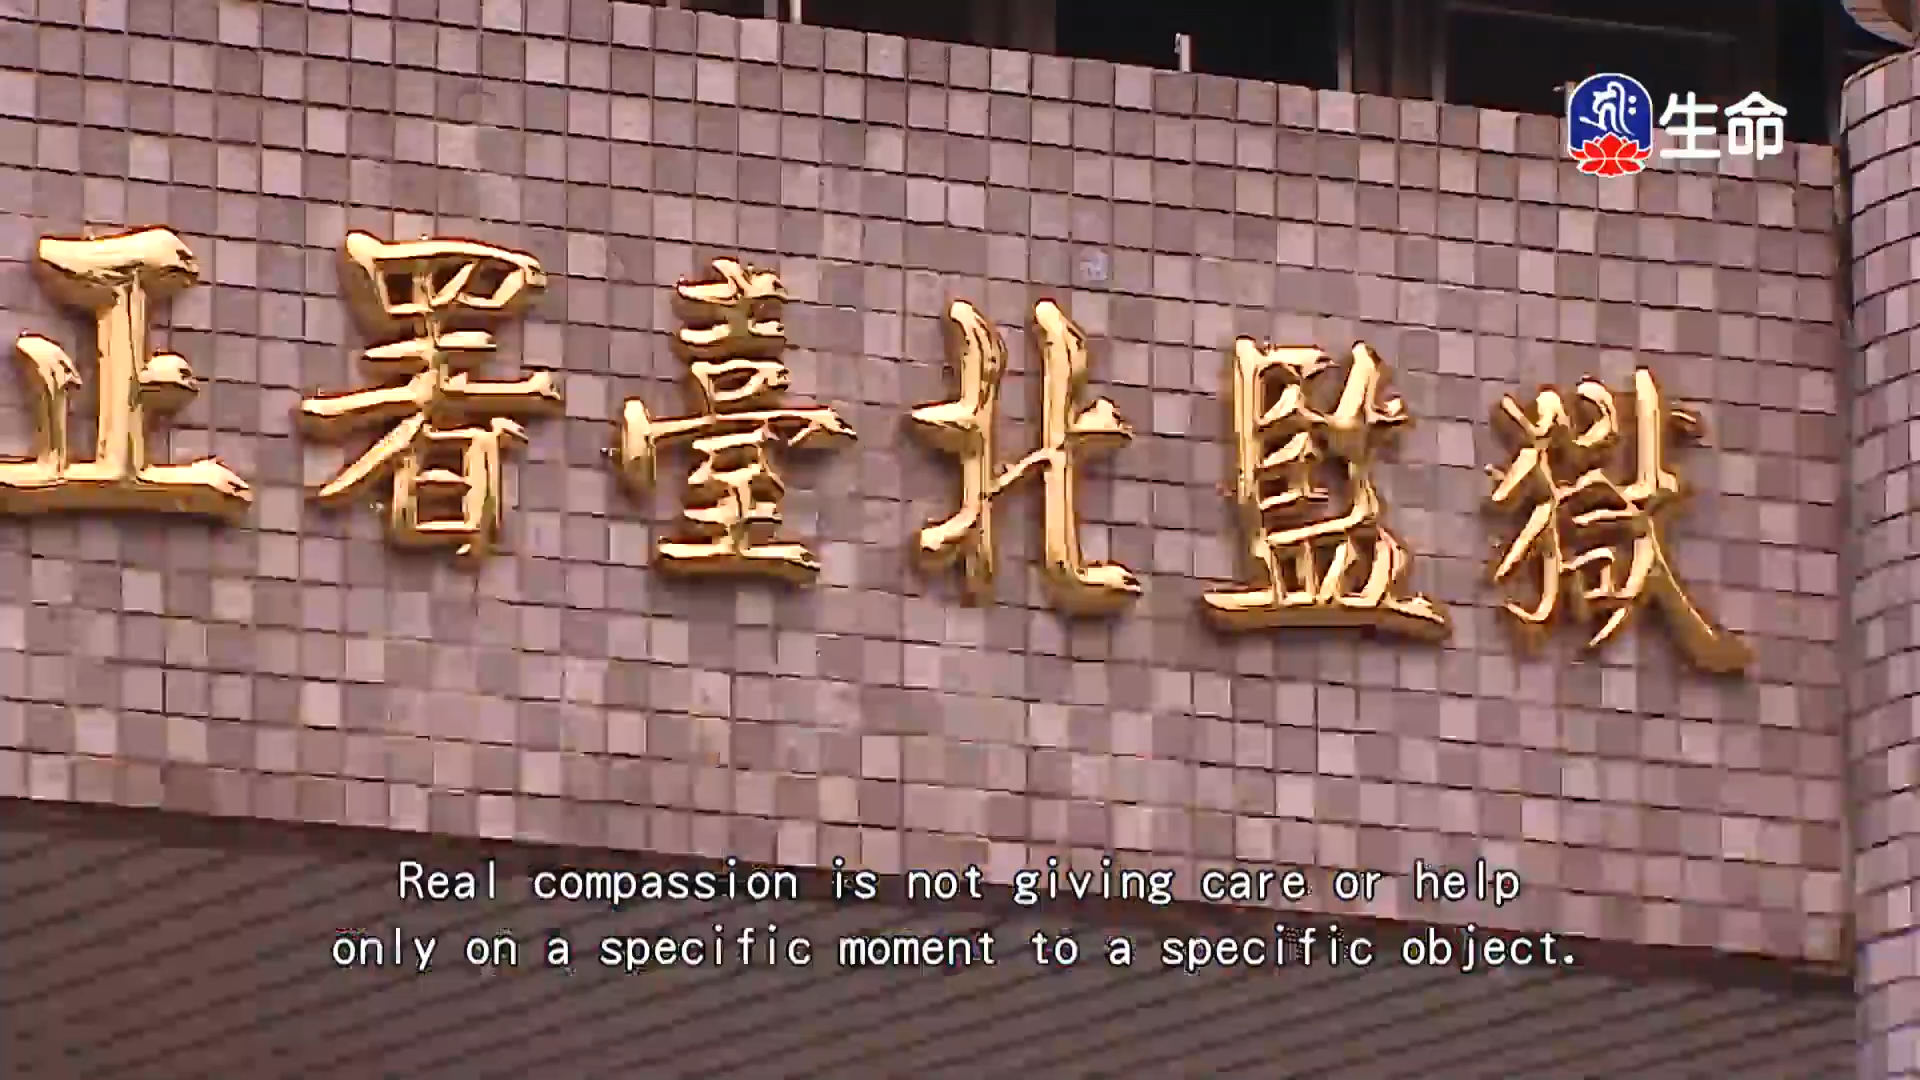 生命
正署臺北監獄
Real compassion is not giving care or help
only on a specific moment to a specific object.